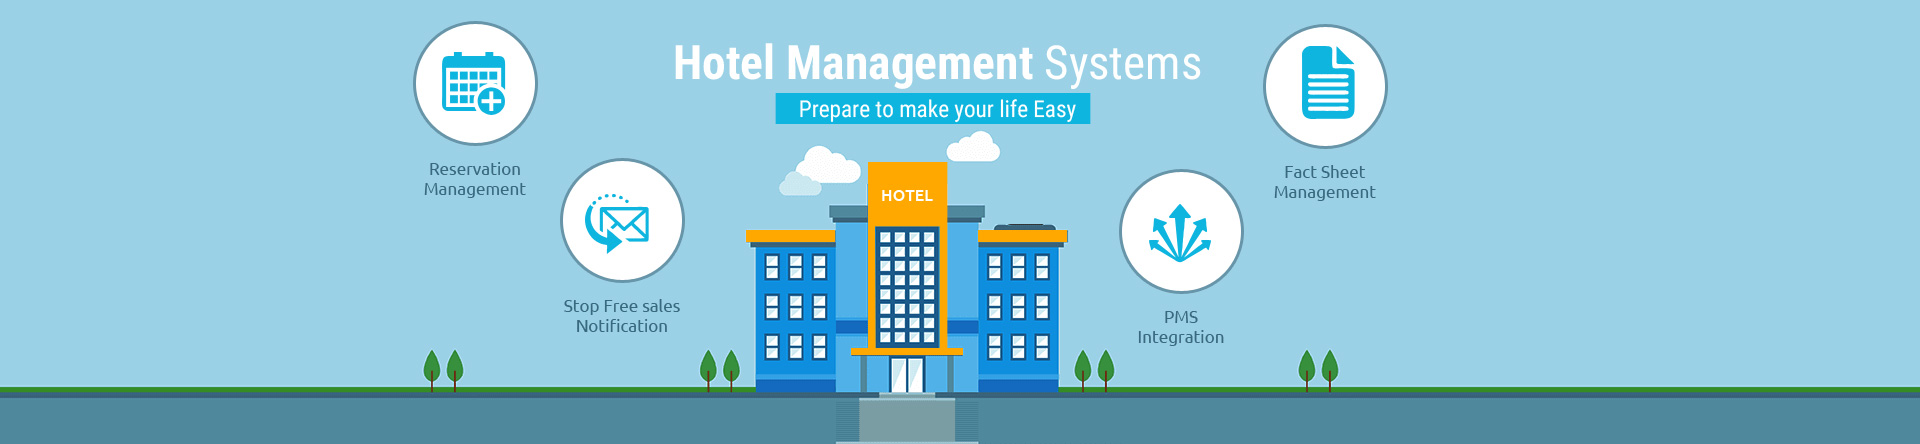 Hotel Management Systems
Prepare to make your life Easy
Reservation
Management
Fact Sheet
Management
HOTEL
Stop Free sales
Notification
PMS
Integration